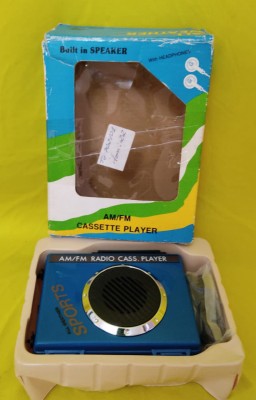 Built in SPEAKER
WITH HEADPHONES
AM/FM
CASSETTE PLAYER
AM/FM RADIO CASS. PLAYER
SPORTS